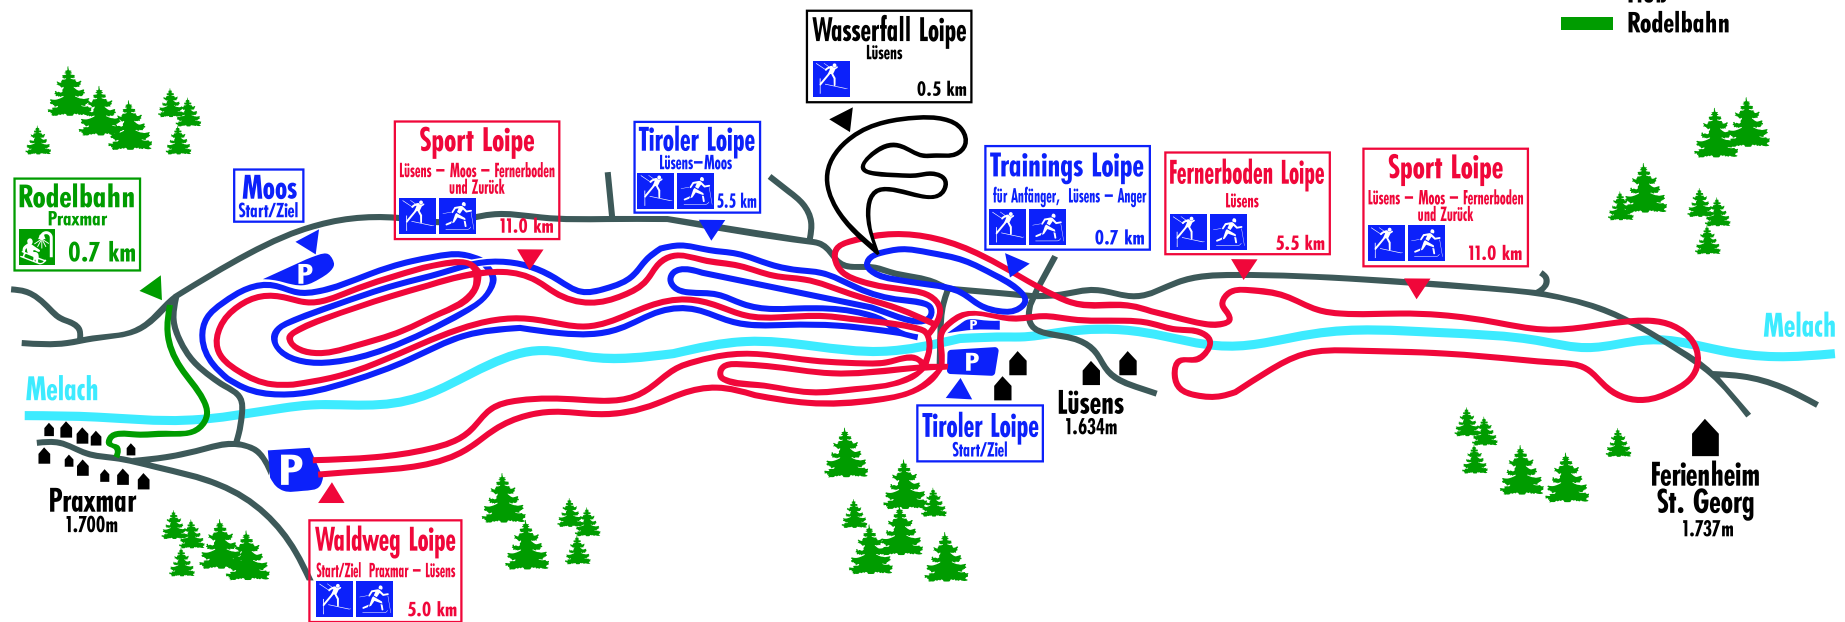 Rodelbahn
Wasserfall Loipe
Lüsens
0.5 km
Sport Loipe
Lüsens – Moos – Fernerboden
und Zurück
11.0 km
Tiroler Loipe
Lüsens–Moos
5.5 km
Trainings Loipe
für Anfänger, Lüsens – Anger
0.7 km
Fernerboden Loipe
Lüsens
5.5 km
Sport Loipe
Lüsens – Moos – Fernerboden
und Zurück
11.0 km
Moos
Start/Ziel
Rodelbahn
Praxmar
0.7 km
P
P
P
P
Melach
Melach
Lüsens
1.634m
Tiroler Loipe
Start/Ziel
Praxmar
1.700m
Ferienheim
St. Georg
1.737m
Waldweg Loipe
Start/Ziel Praxmar – Lüsens
5.0 km